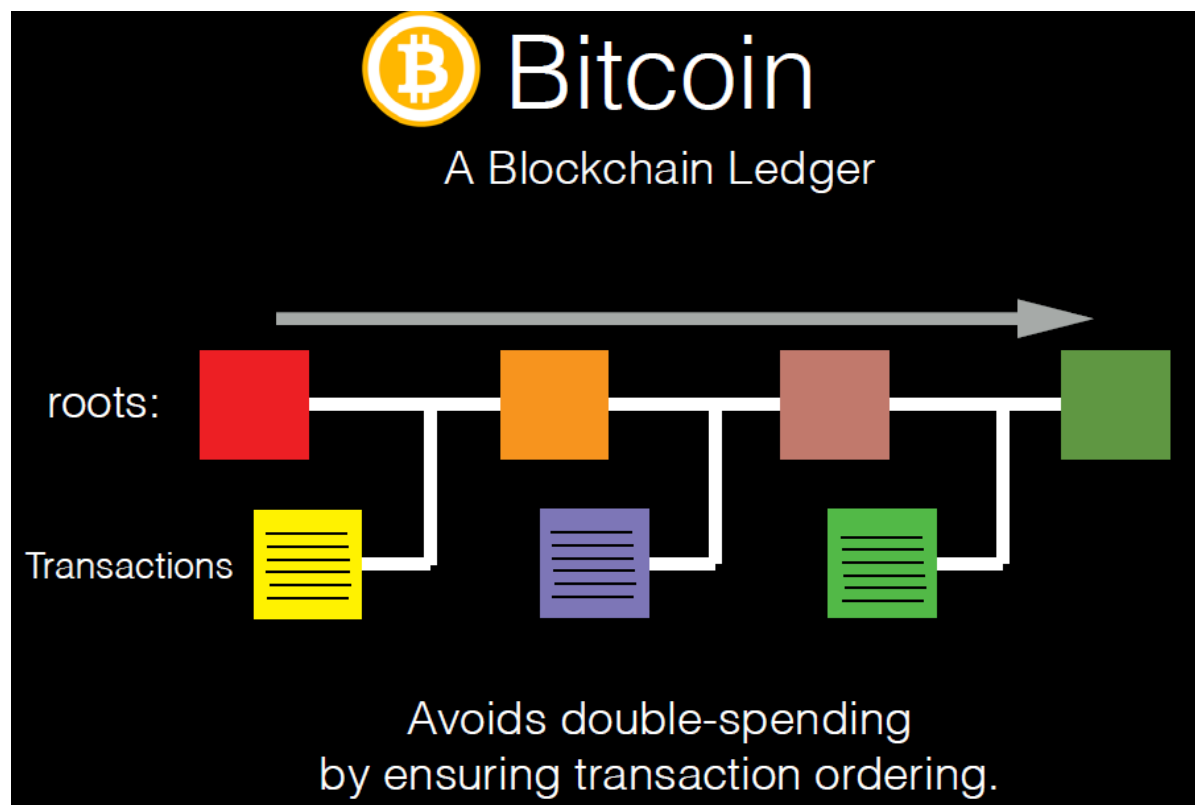 Bitcoin
A Blockchain Ledger
roots:
Transactions
Avoids double-spending
by ensuring transaction ordering.